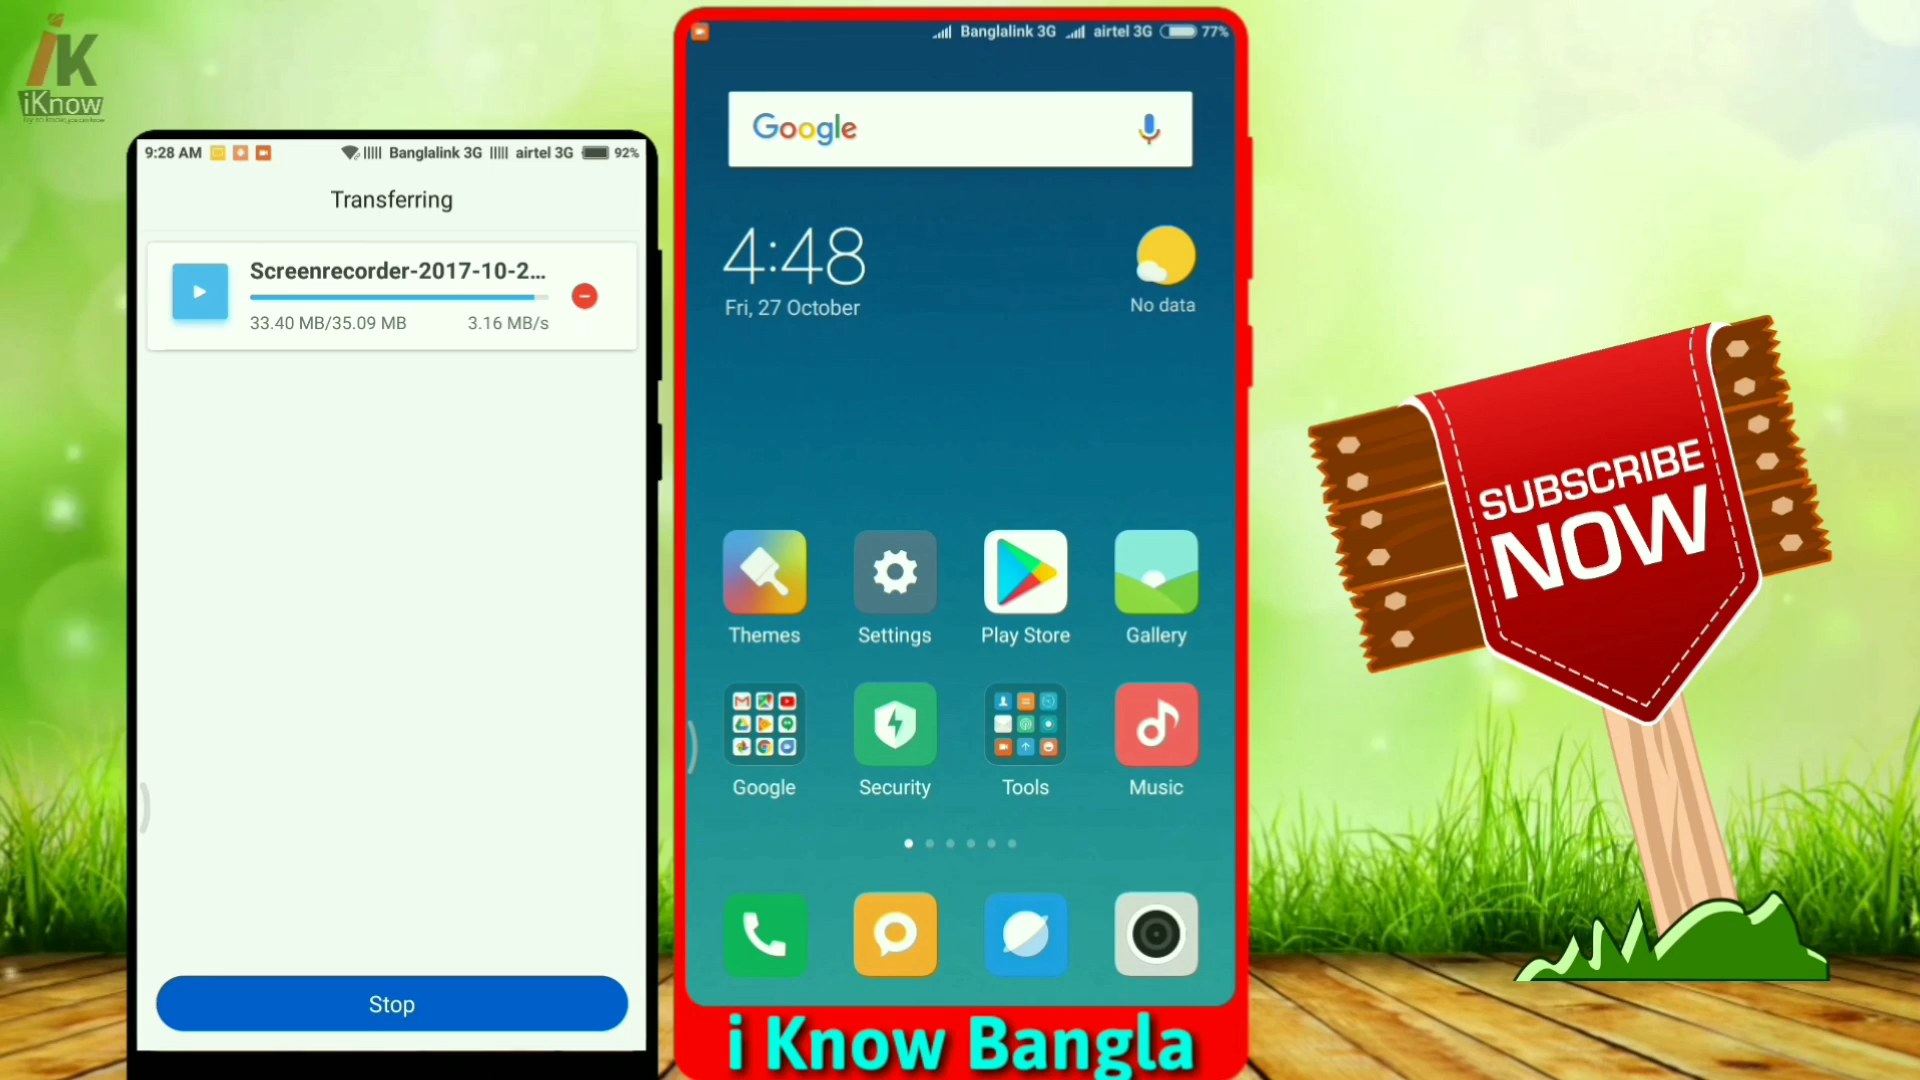 iK
iKnow
9:28 AM
Banglalink 3G
airtel 3G
92%
Transferring
Screenrecorder-2017-10-2...
33.40 MB/35.09 MB
3.16 MB/s
Stop
Banglalink 3G
airtel 3G
77%
Google
4:48
Fri, 27 October
No data
Themes
Settings
Play Store
Gallery
Google
Security
Tools
Music
i Know Bangla
SUBSCRIBE
NOW